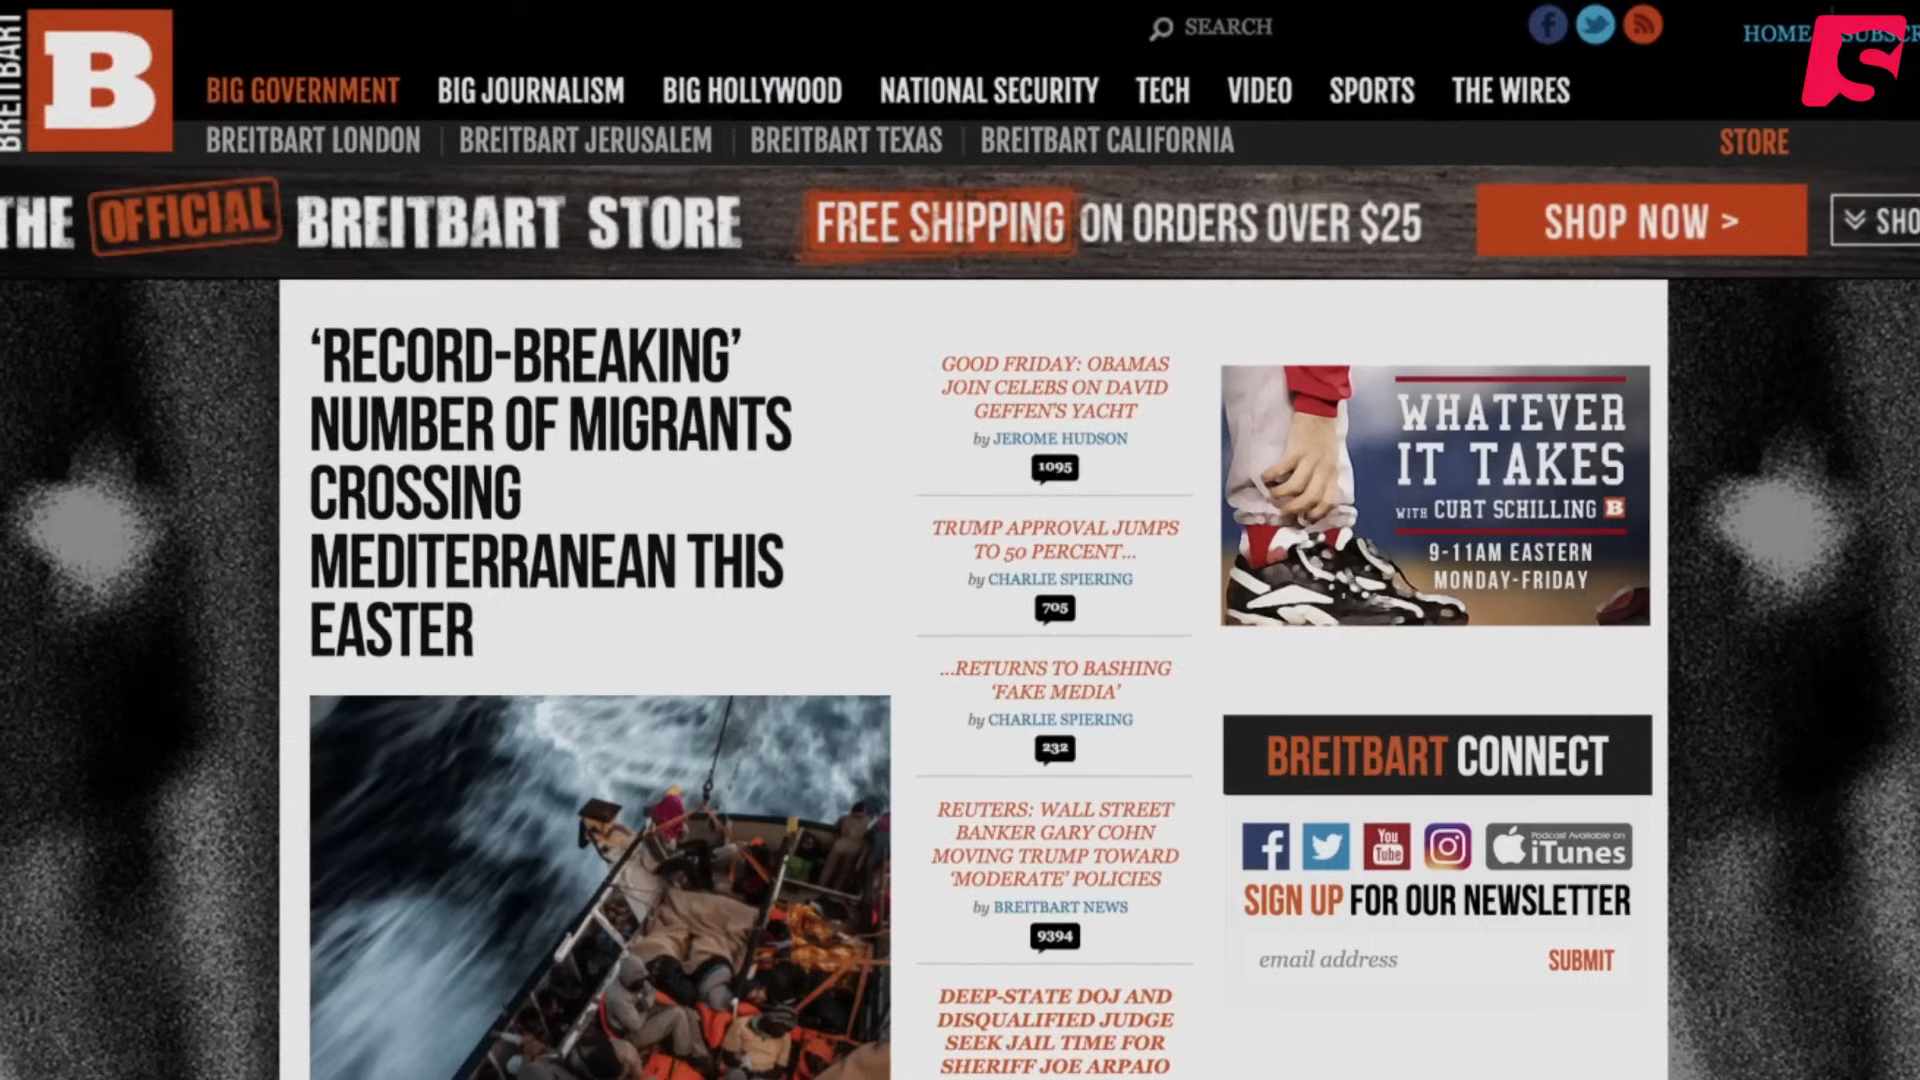 BREITBART
B
SEARCH
HOME
BIG GOVERNMENT BIG JOURNALISM BIG HOLLYWOOD NATIONAL SECURITY TECH VIDEO SPORTS THE WIRES
BREITBART LONDON BREITBART JERUSALEM BREITBART TEXAS BREITBART CALIFORNIA STORE
THE OFFICIAL BREITBART STORE FREE SHIPPING ON ORDERS OVER $25 SHOP NOW > SHO
‘RECORD-BREAKING’
NUMBER OF MIGRANTS
CROSSING
MEDITERRANEAN THIS
EASTER
GOOD FRIDAY: OBAMAS
JOIN CELEBS ON DAVID
GEFFEN'S YACHT
by JEROME HUDSON
1095
TRUMP APPROVAL JUMPS
TO 50 PERCENT...
by CHARLIE SPIERING
705
...RETURNS TO BASHING
‘FAKE MEDIA’
by CHARLIE SPIERING
232
REUTERS: WALL STREET
BANKER GARY COHN
MOVING TRUMP TOWARD
‘MODERATE’ POLICIES
by BREITBART NEWS
9394
DEEP-STATE DOJ AND
DISQUALIFIED JUDGE
SEEK JAIL TIME FOR
SHERIFF JOE ARPAIO
WHATEVER
IT TAKES
WITH CURT SCHILLING B
9-11AM EASTERN
MONDAY-FRIDAY
BREITBART CONNECT
You
Tube
Podcast Available on
iTunes
SIGN UP FOR OUR NEWSLETTER
email address SUBMIT